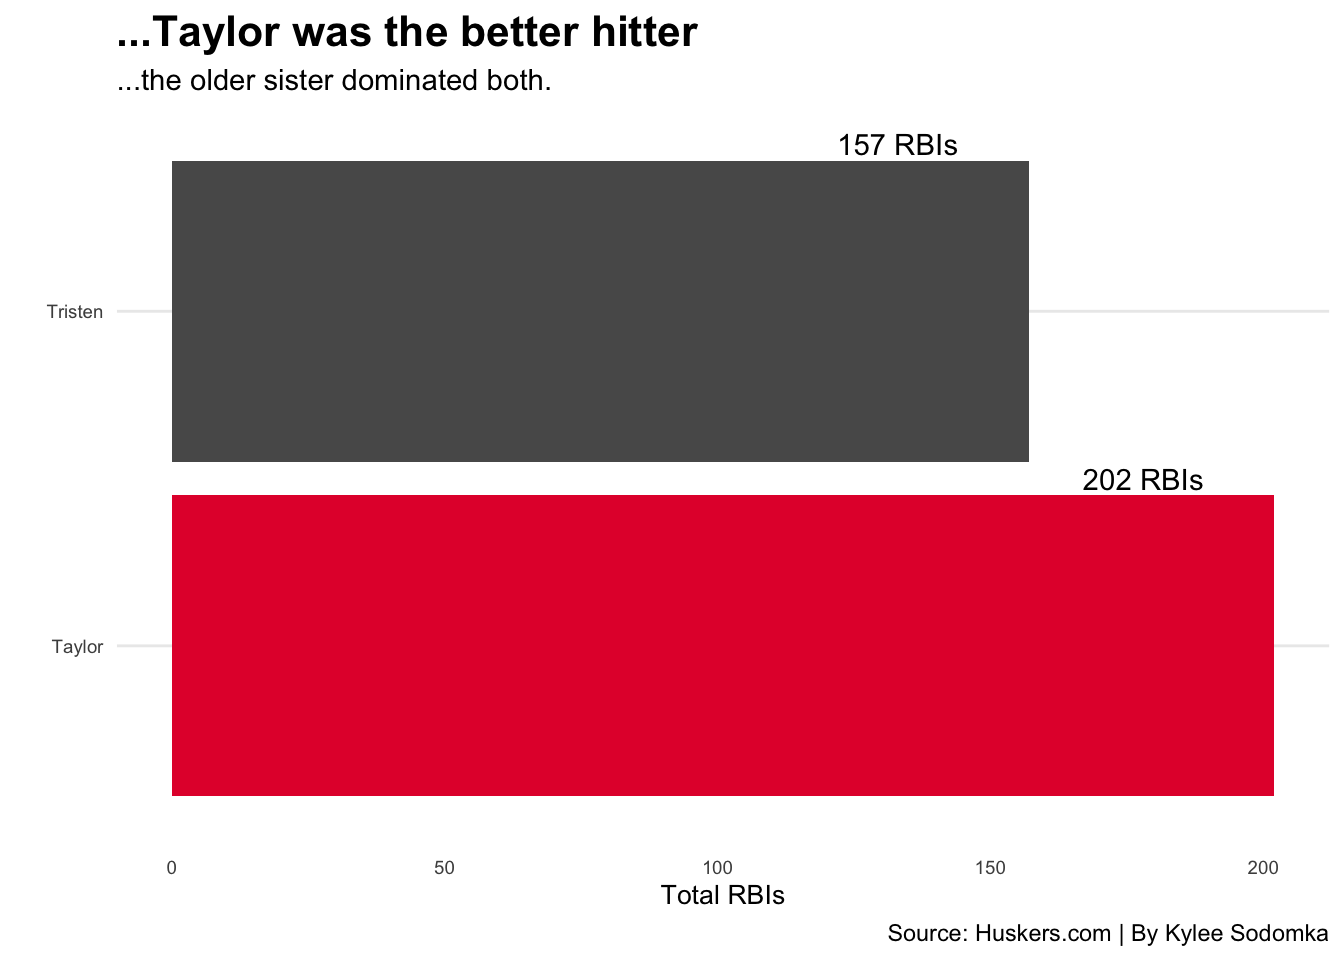 ...Taylor was the better hitter
...the older sister dominated both.
157 RBIs
Tristen
202 RBIs
Taylor
0 50 100 150 200
Total RBIs
Source: Huskers.com | By Kylee Sodomka